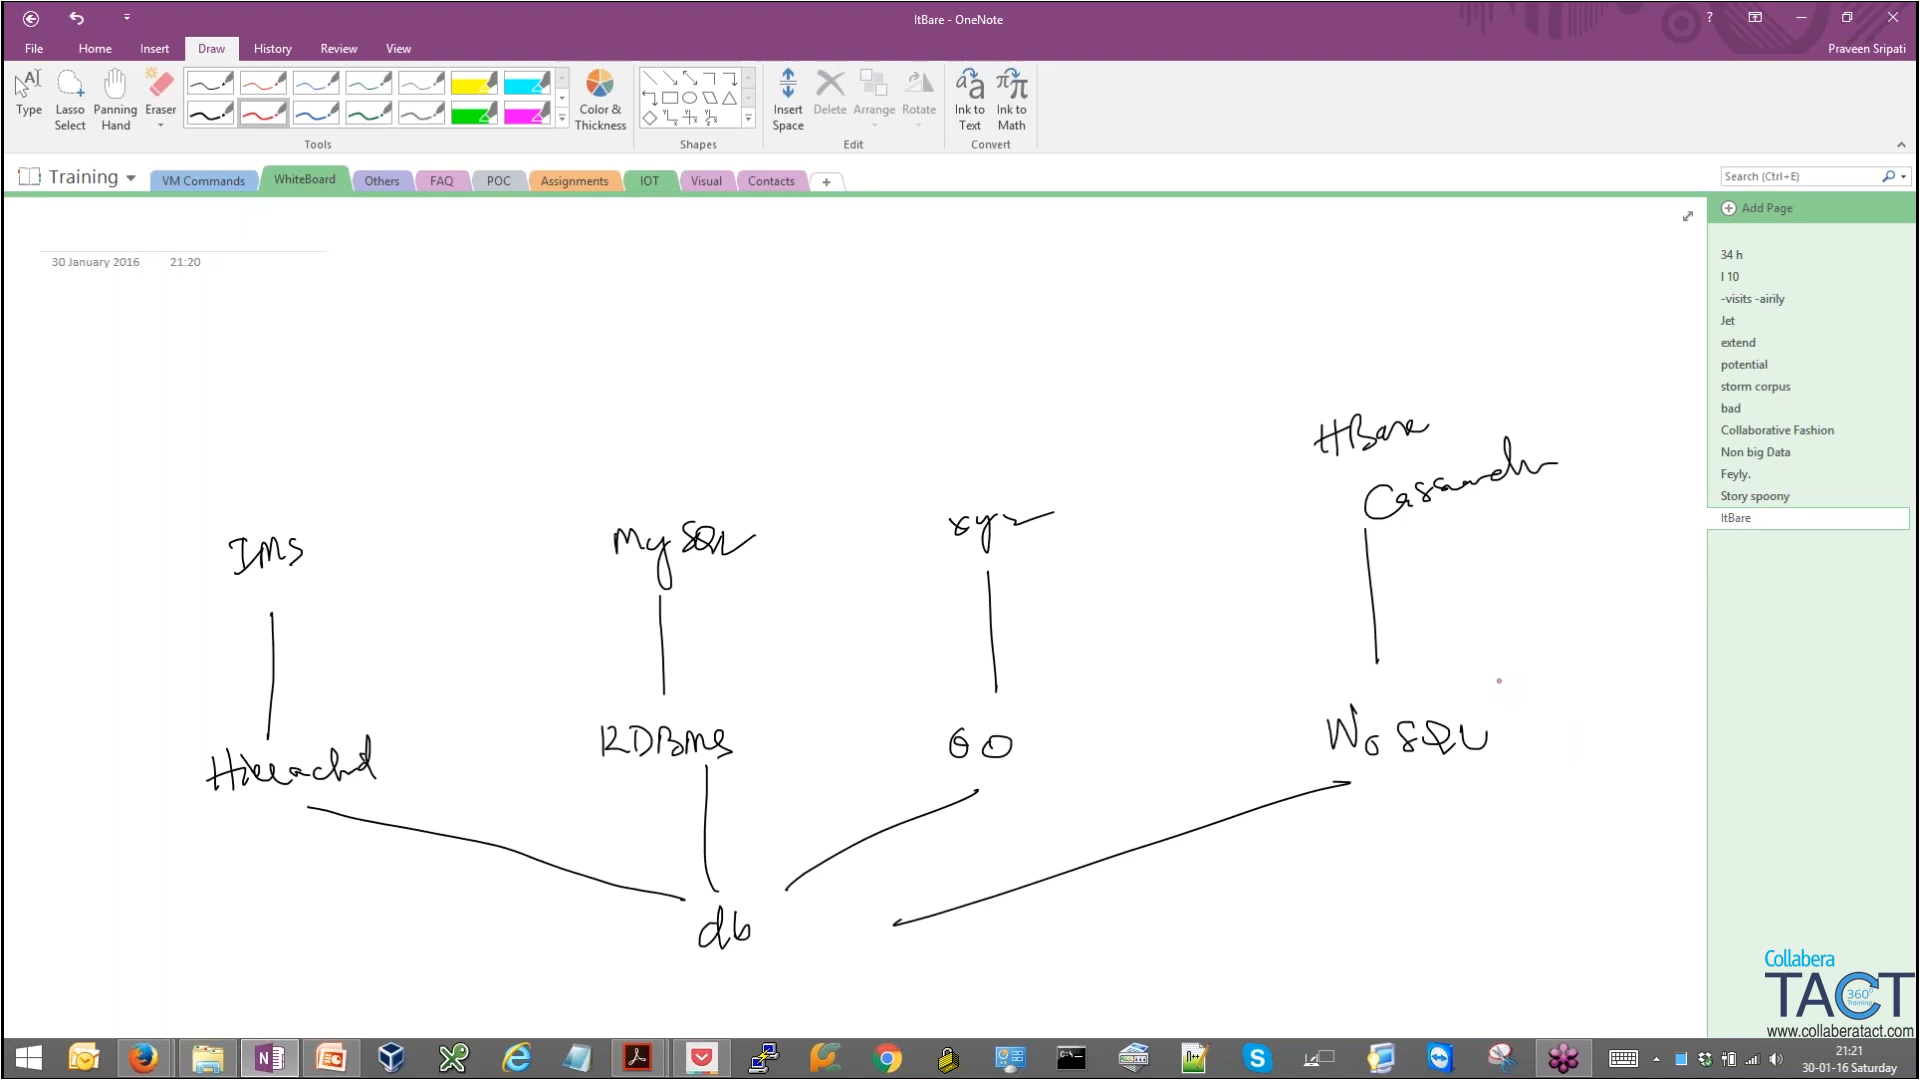 ItBare - OneNote
?
File Home Insert Draw History Review View
Praveen Sripati
Type Lasso Select Panning Hand Eraser
Color & Thickness
Insert Space Delete Arrange Rotate
Ink to Text Ink to Math
Tools Shapes Edit Convert
Training VM Commands WhiteBoard Others FAQ POC Assignments IOT Visual Contacts +
Search (Ctrl+E)
Add Page
30 January 2016 21:20
34 h
I 10
-visits -airily
Jet
extend
potential
storm corpus
bad
Collaborative Fashion
Non big Data
Feyly.
Story spoony
ItBare
HBase
Cassandra
IMS MySQL xyz
Hierachal RDBMS OO NoSQL
db
Collabera
TACT
360° Training
www.collaberatact.com
21:21
30-01-16 Saturday